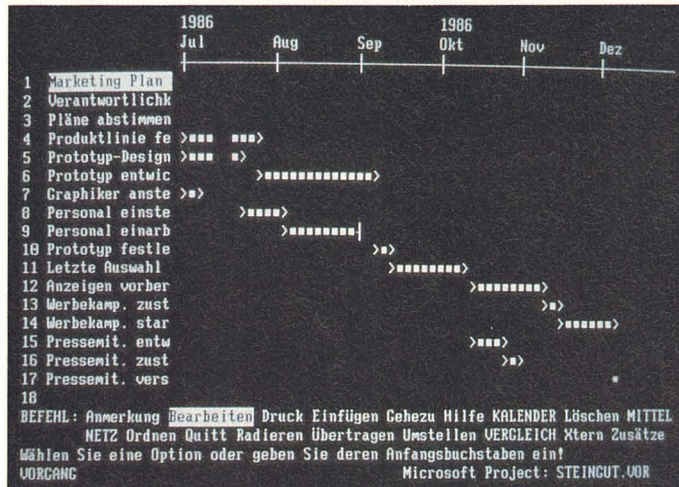 1986 1986
Jul Aug Sep Okt Nov Dez
1 Marketing Plan
2 Verantwortlichk
3 Pläne abstimmen
4 Produktlinie fe
5 Prototyp-Design
6 Prototyp entwic
7 Graphiker anste
8 Personal einste
9 Personal einarb
10 Prototyp festle
11 Letzte Auswahl
12 Anzeigen vorber
13 Werbekamp. zust
14 Werbekamp. star
15 Pressemit. entw
16 Pressemit. zust
17 Pressemit. vers
18
BEFEHL: Anmerkung Bearbeiten Druck Einfügen Gehezu Hilfe KALENDER Löschen MITTEL
NETZ Ordnen Quitt Radieren Übertragen Umstellen VERGLEICH Xtern Zusätze
Wählen Sie eine Option oder geben Sie deren Anfangsbuchstaben ein!
VORGANG Microsoft Project: STEINGUT.VOR